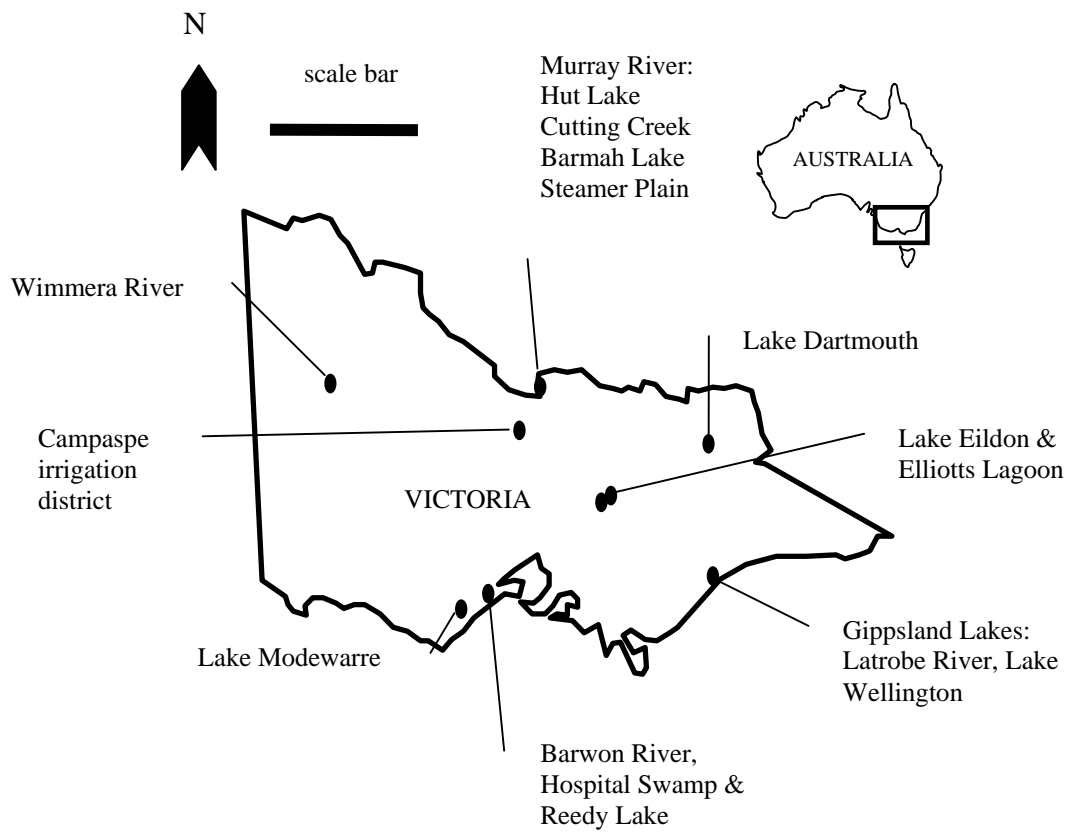 N
scale bar
Murray River:
Hut Lake
Cutting Creek
Barmah Lake
Steamer Plain
AUSTRALIA
Wimmera River
Lake Dartmouth
Campaspe
irrigation
district
Lake Eildon &
Elliotts Lagoon
VICTORIA
Lake Modewarre
Gippsland Lakes:
Latrobe River, Lake
Wellington
Barwon River,
Hospital Swamp &
Reedy Lake